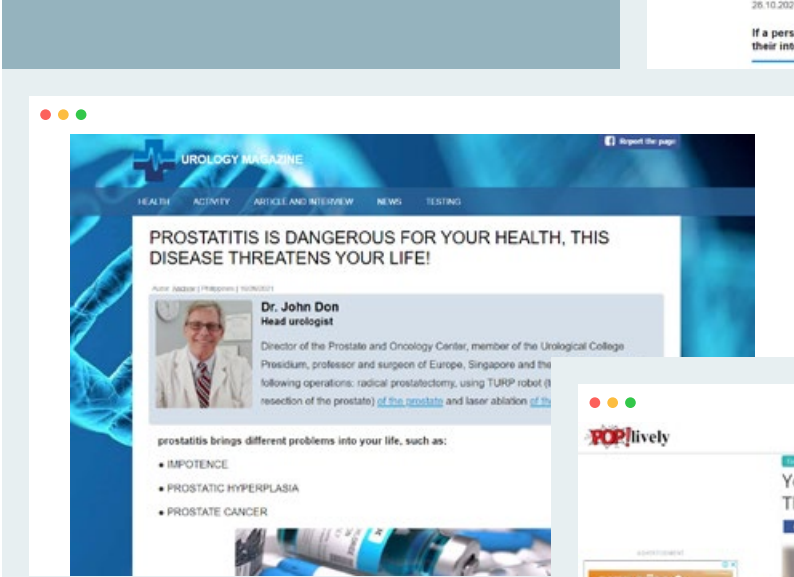 26.10.202
If a pers
their int
Report the page
UROLOGY MAGAZINE
HEALTH ACTIVITY ARTICLE AND INTERVIEW NEWS TESTING
PROSTATITIS IS DANGEROUS FOR YOUR HEALTH, THIS
DISEASE THREATENS YOUR LIFE!
Philippines
Dr. John Don
Head urologist
Director of the Prostate and Oncology Center, member of the Urological College
Presidium, professor and surgeon of Europe, Singapore and the
following operations: radical prostatectomy, using TURP robot (t
resection of the prostate) of the prostate and laser ablation of th
prostatitis brings different problems into your life, such as:
• IMPOTENCE
• PROSTATIC HYPERPLASIA
• PROSTATE CANCER
POP!lively
Y
T
ADVERTISEMENT